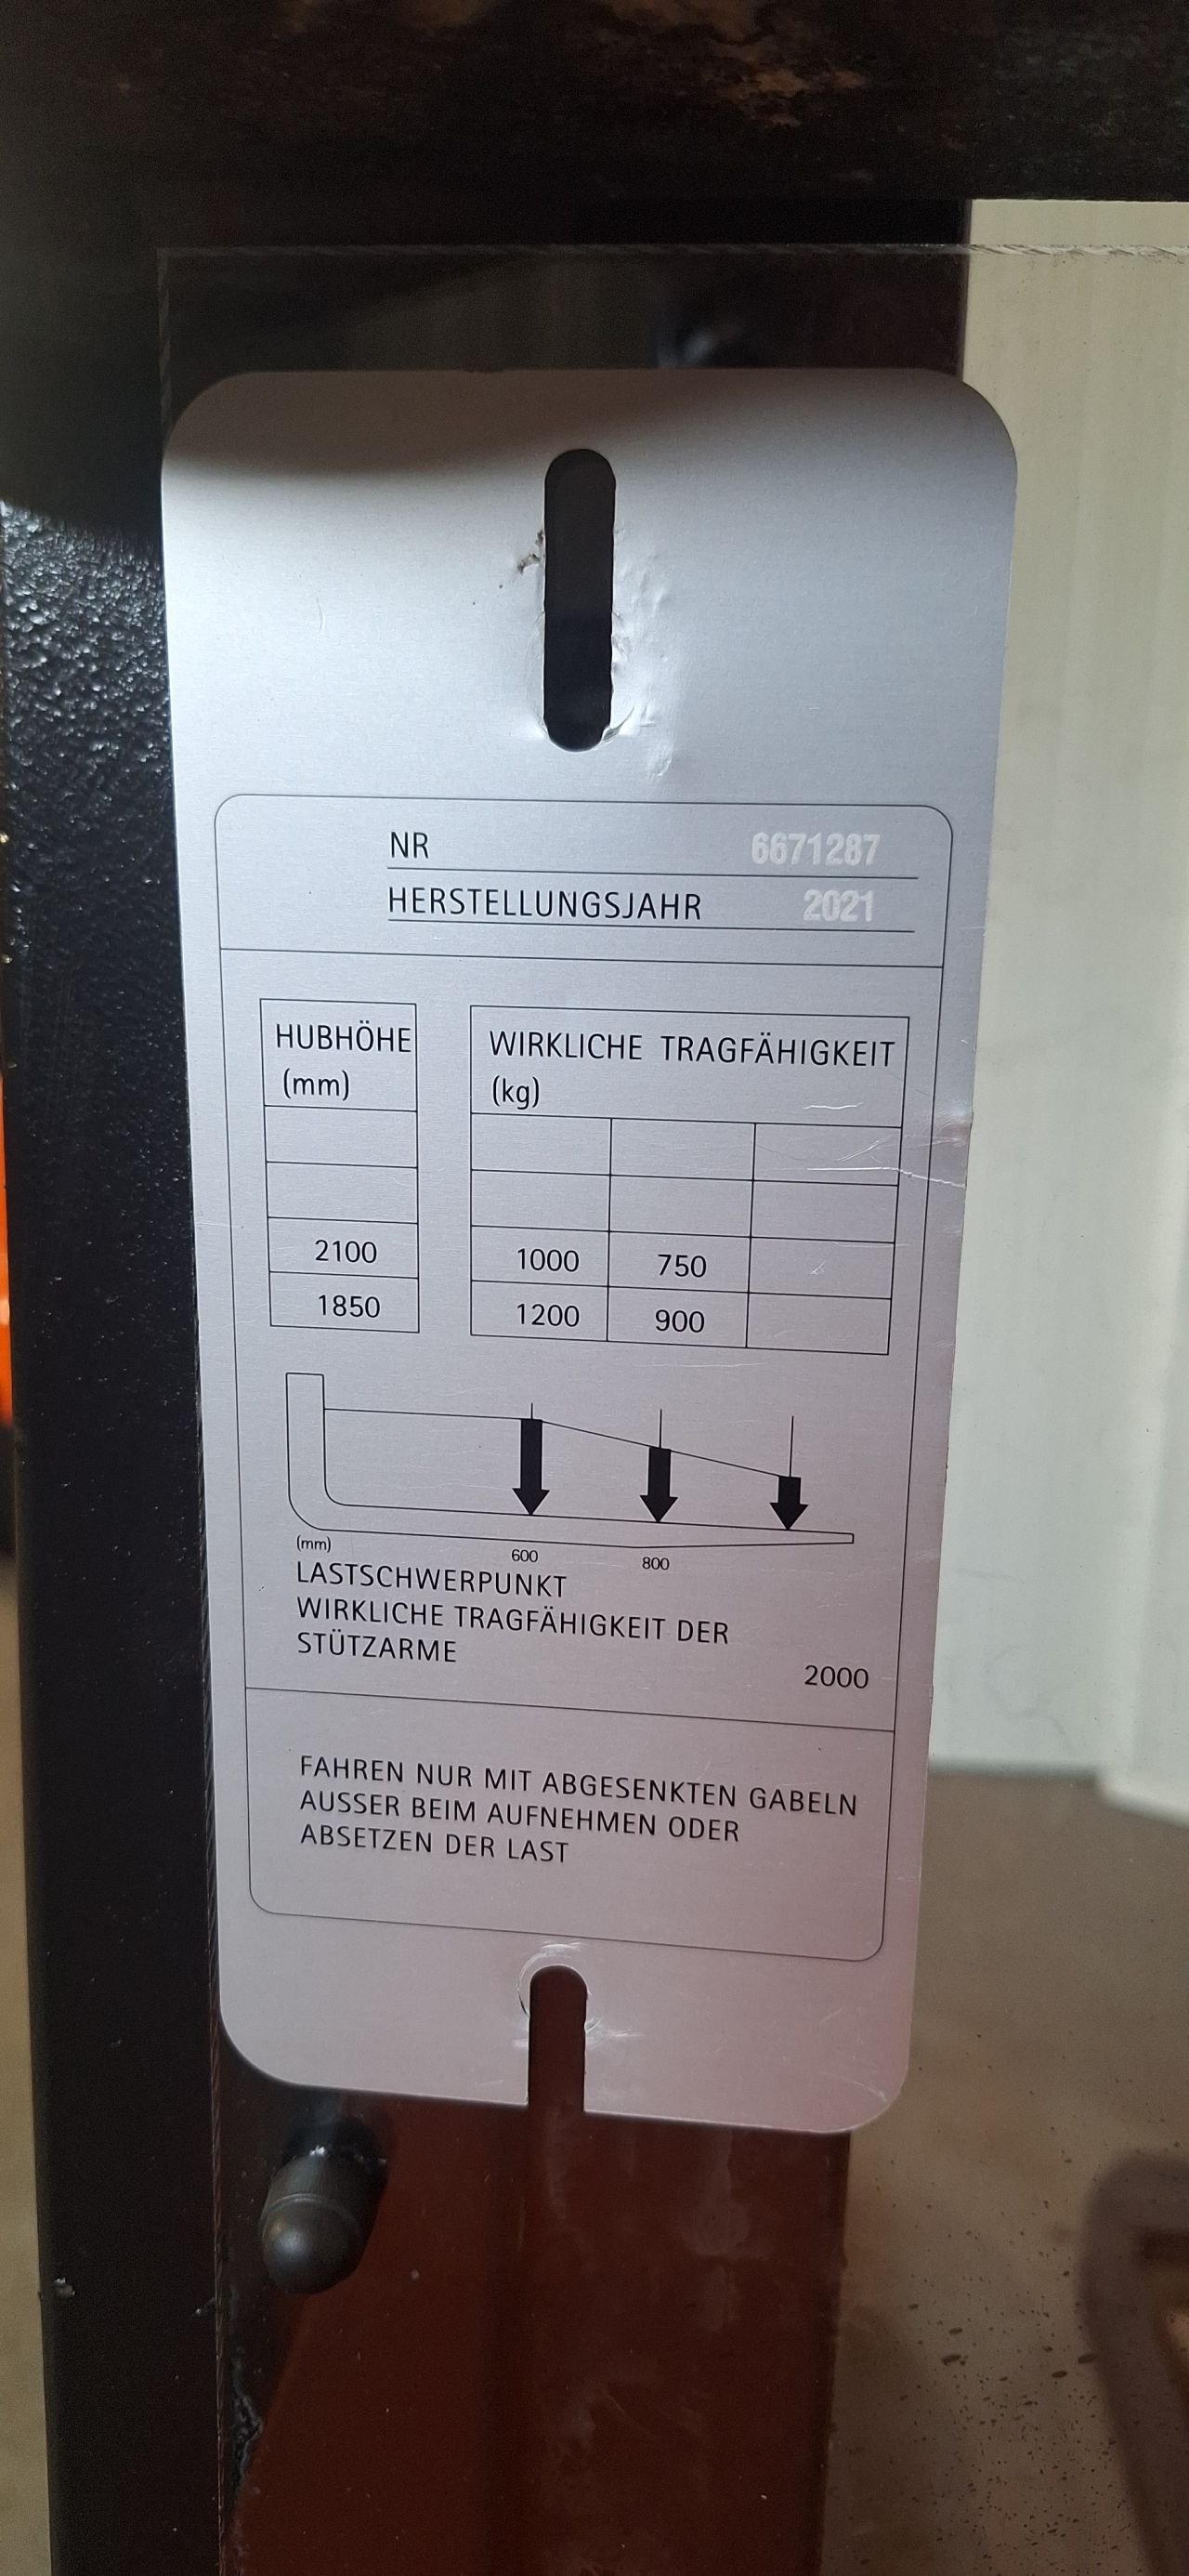 NR 6671287
HERSTELLUNGSJAHR 2021
HUBHÖHE
(mm)
WIRKLICHE TRAGFÄHIGKEIT
(kg)
2100 1000 750
1850 1200 900
(mm) 600 800
LASTSCHWERPUNKT
WIRKLICHE TRAGFÄHIGKEIT DER
STÜTZARME
2000
FAHREN NUR MIT ABGESENKTEN GABELN
AUSSER BEIM AUFNEHMEN ODER
ABSETZEN DER LAST